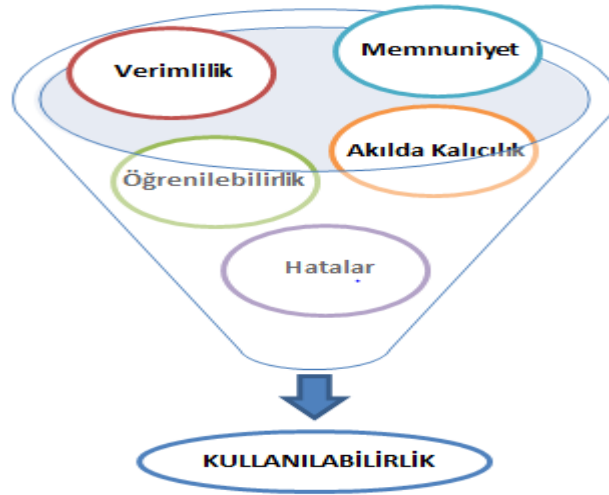 Memnuniyet
Verimlilik
Akılda Kalıcılık
Öğrenilebilirlik
Hatalar
KULLANILABİLİRLİK